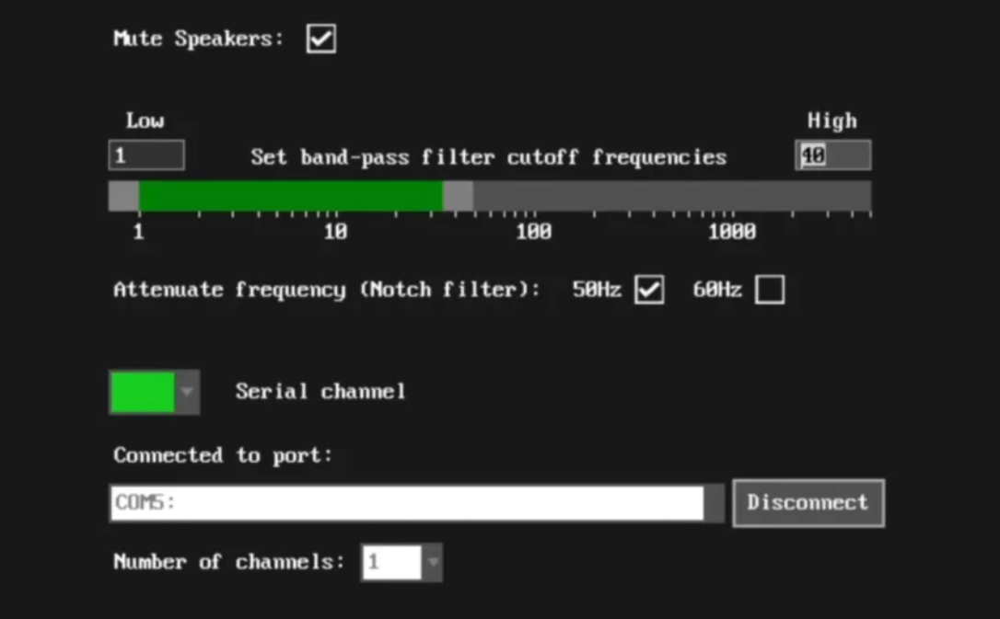 Mute Speakers:
Low High
1 Set band-pass filter cutoff frequencies 40
1 10 100 1000
Attenuate frequency (Notch filter): 50Hz 60Hz
Serial channel
Connected to port:
COM5: Disconnect
Number of channels: 1